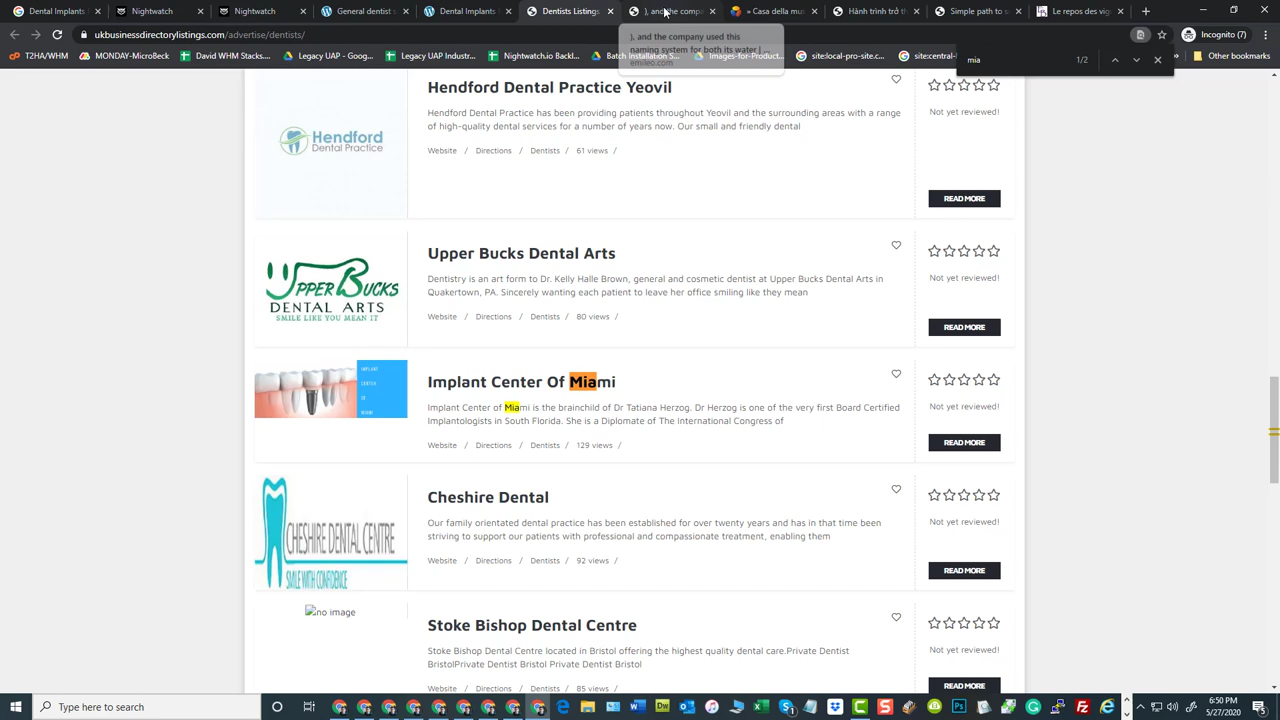 Dental Implants
Nightwatch
Nightwatch
General dentist
Dental Implants
Dentists Listings
), and the compa
» Casa della mu
Hành trình trở th
Simple path to s
Le repos des vigi
ukbusinessdirectorylistings.com/advertise/dentists/
Incognito (7)
David WHM Stacks...
Legacy UAP - Goog...
Legacy UAP Indust...
Nightwatch.io Backl...
Batch Installation S...
Images-for-Product...
sitelocal-pro-site.c...
Other bookmarks
), and the company used this
naming system for both its water | ...
emileo.com
mia
1/2
Hendford Dental Practice Yeovil
Hendford
Dental Practice
Hendford Dental Practice has been providing patients throughout Yeovil and the surrounding areas with a range
of high-quality dental services for a number of years now. Our small and friendly dental
Website / Directions / Dentists / 61 views /
Not yet reviewed!
READ MORE
UPPER BUCKS
DENTAL ARTS
SMILE LIKE YOU MEAN IT
Upper Bucks Dental Arts
Dentistry is an art form to Dr. Kelly Halle Brown, general and cosmetic dentist at Upper Bucks Dental Arts in
Quakertown, PA. Sincerely wanting each patient to leave her office smiling like they mean
Website / Directions / Dentists / 80 views /
Not yet reviewed!
READ MORE
IMPLANT
CENTER
OF
MIAMI
Implant Center Of Miami
Implant Center of Miami is the brainchild of Dr Tatiana Herzog. Dr Herzog is one of the very first Board Certified
Implantologists in South Florida. She is a Diplomate of The International Congress of
Website / Directions / Dentists / 129 views /
Not yet reviewed!
READ MORE
CHESHIRE DENTAL CENTRE
SMILE WITH CONFIDENCE
Cheshire Dental
Our family orientated dental practice has been established for over twenty years and has in that time been
striving to support our patients with professional and compassionate treatment, enabling them
Website / Directions / Dentists / 92 views /
Not yet reviewed!
READ MORE
no image
Stoke Bishop Dental Centre
Stoke Bishop Dental Centre located in Bristol offering the highest quality dental care.Private Dentist
BristolPrivate Dentist Bristol Private Dentist Bristol
Website / Directions / Dentists / 85 views /
Not yet reviewed!
READ MORE
Type here to search
6:50 PM
5/27/2020